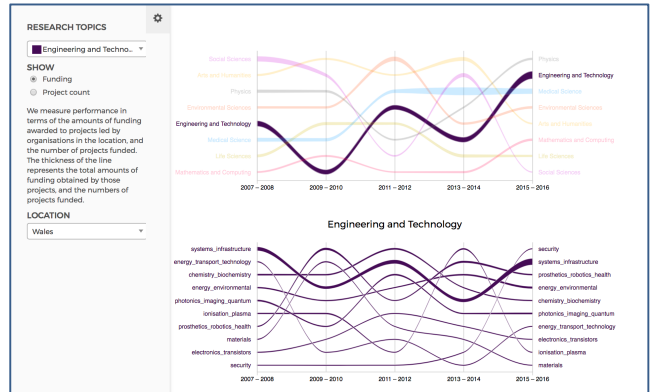 RESEARCH TOPICS
Engineering and Techno...
SHOW
Funding
Project count
We measure performance in
terms of the amounts of funding
awarded to projects led by
organisations in the location, and
the number of projects funded.
The thickness of the line
represents the total amounts of
funding obtained by those
projects, and the numbers of
projects funded.
LOCATION
Wales
Social Sciences
Arts and Humanities
Physics
Environmental Sciences
Engineering and Technology
Medical Science
Life Sciences
Mathematics and Computing
Physics
Engineering and Technology
Medical Science
Environmental Sciences
Arts and Humanities
Mathematics and Computing
Life Sciences
Social Sciences
2007 – 2008 2009 – 2010 2011 – 2012 2013 – 2014 2015 – 2016
Engineering and Technology
systems_infrastructure
energy_transport_technology
chemistry_biochemistry
energy_environmental
photonics_imaging_quantum
ionisation_plasma
prosthetics_robotics_health
materials
electronics_transistors
security
security
systems_infrastructure
prosthetics_robotics_health
energy_environmental
chemistry_biochemistry
photonics_imaging_quantum
energy_transport_technology
electronics_transistors
ionisation_plasma
materials
2007 – 2008 2009 – 2010 2011 – 2012 2013 – 2014 2015 – 2016